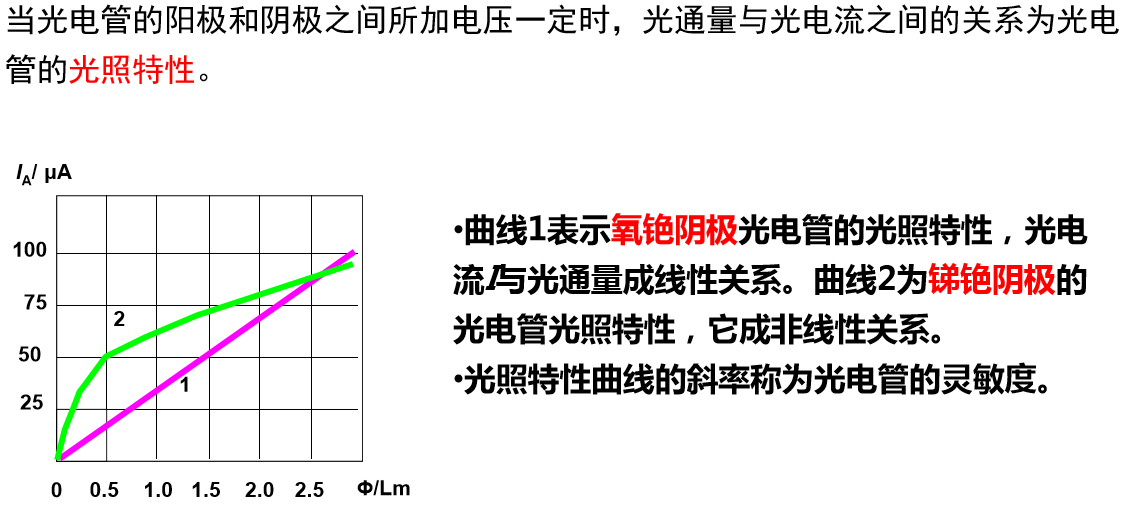 当光电管的阳极和阴极之间所加电压一定时，光通量与光电流之间的关系为光电
管的光照特性。
IA/ μA
100
75
50
25
2
1
0 0.5 1.0 1.5 2.0 2.5 Φ/Lm
•曲线1表示氧铯阴极光电管的光照特性，光电
流I与光通量成线性关系。曲线2为锑铯阴极的
光电管光照特性，它成非线性关系。
•光照特性曲线的斜率称为光电管的灵敏度。